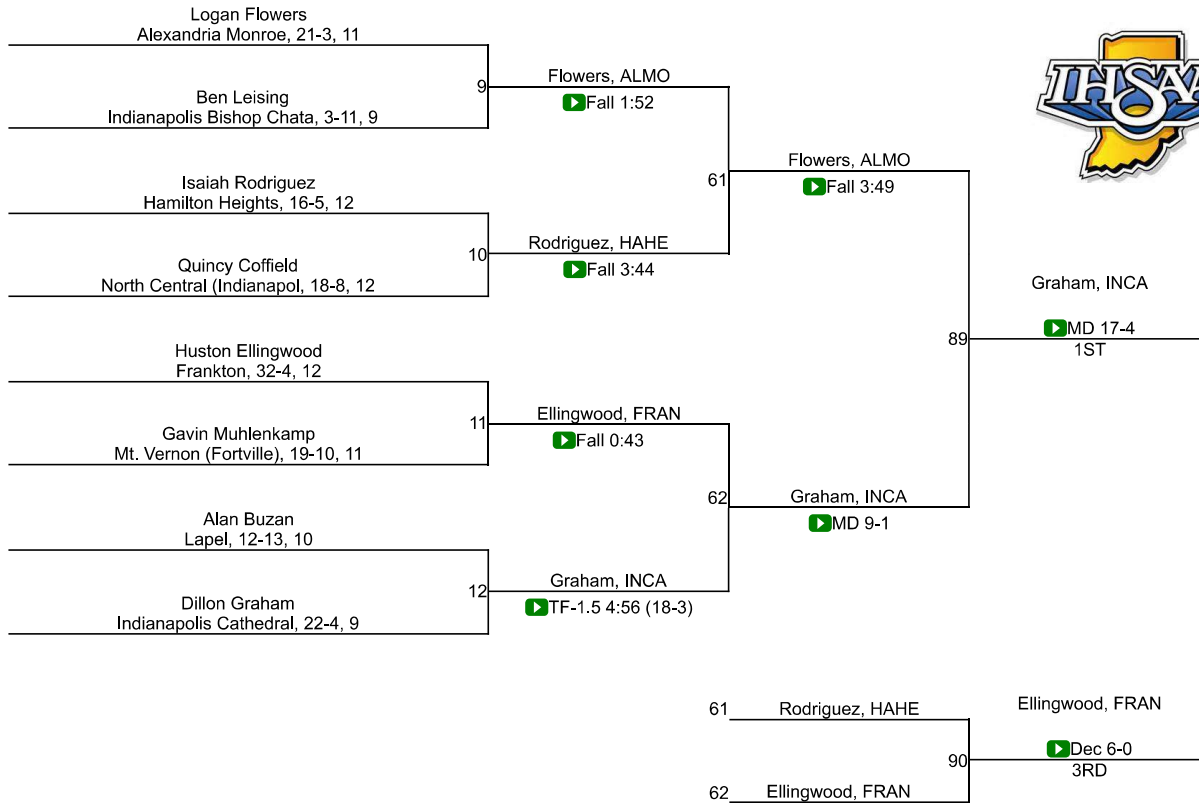 Logan Flowers
Alexandria Monroe, 21-3, 11
Ben Leising
Indianapolis Bishop Chata, 3-11, 9
9
Flowers, ALMO
Fall 1:52
IHSAA
Isaiah Rodriguez
Hamilton Heights, 16-5, 12
Quincy Coffield
North Central (Indianapol, 18-8, 12
10
Rodriguez, HAHE
Fall 3:44
61
Flowers, ALMO
Fall 3:49
Huston Ellingwood
Frankton, 32-4, 12
Gavin Muhlenkamp
Mt. Vernon (Fortville), 19-10, 11
11
Ellingwood, FRAN
Fall 0:43
Alan Buzan
Lapel, 12-13, 10
Dillon Graham
Indianapolis Cathedral, 22-4, 9
12
Graham, INCA
TF-1.5 4:56 (18-3)
62
Graham, INCA
MD 9-1
89
Graham, INCA
MD 17-4
1ST
61
Rodriguez, HAHE
62
Ellingwood, FRAN
90
Ellingwood, FRAN
Dec 6-0
3RD